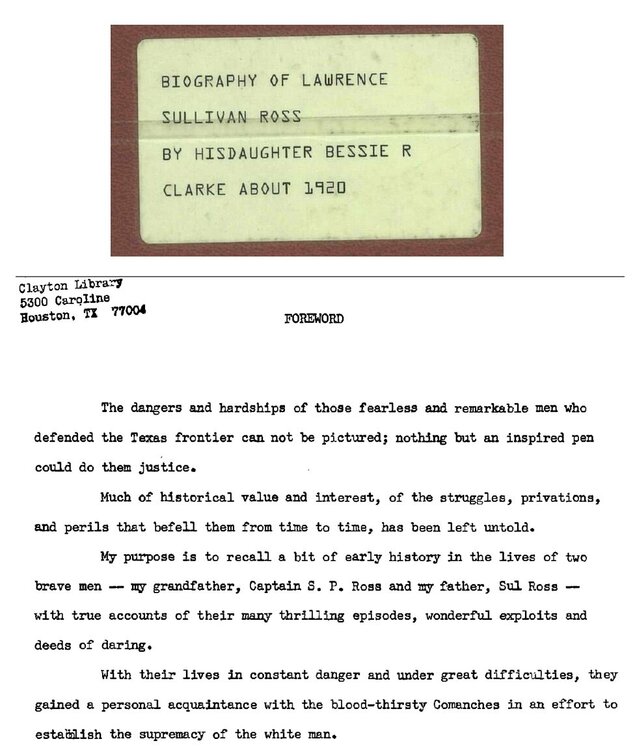 BIOGRAPHY OF LAWRENCE
SULLIVAN ROSS
BY HISDAUGHTER BESSIE R
CLARKE ABOUT 1920
Clayton Library
5300 Caroline
Houston, TX 77004
FOREWORD
The dangers and hardships of those fearless and remarkable men who
defended the Texas frontier can not be pictured; nothing but an inspired pen
could do them justice.
Much of historical value and interest, of the struggles, privations,
and perils that befell them from time to time, has been left untold.
My purpose is to recall a bit of early history in the lives of two
brave men — my grandfather, Captain S. P. Ross and my father, Sul Ross —
with true accounts of their many thrilling episodes, wonderful exploits and
deeds of daring.
With their lives in constant danger and under great difficulties, they
gained a personal acquaintance with the blood-thirsty Comanches in an effort to
establish the supremacy of the white man.